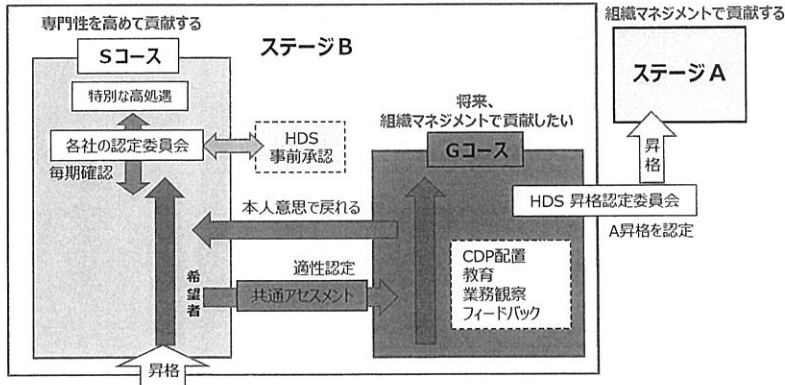 専門性を高めて貢献する
組織マネジメントで貢献する
Sコース
ステージB
ステージA
特別な高処遇
将来、
組織マネジメントで貢献したい
各社の認定委員会
HDS
事前承認
毎期確認
Gコース
昇格
HDS 昇格認定委員会
A昇格を認定
本人意思で戻れる
適性認定
希望者
共通アセスメント
CDP配置
教育
業務観察
フィードバック
昇格